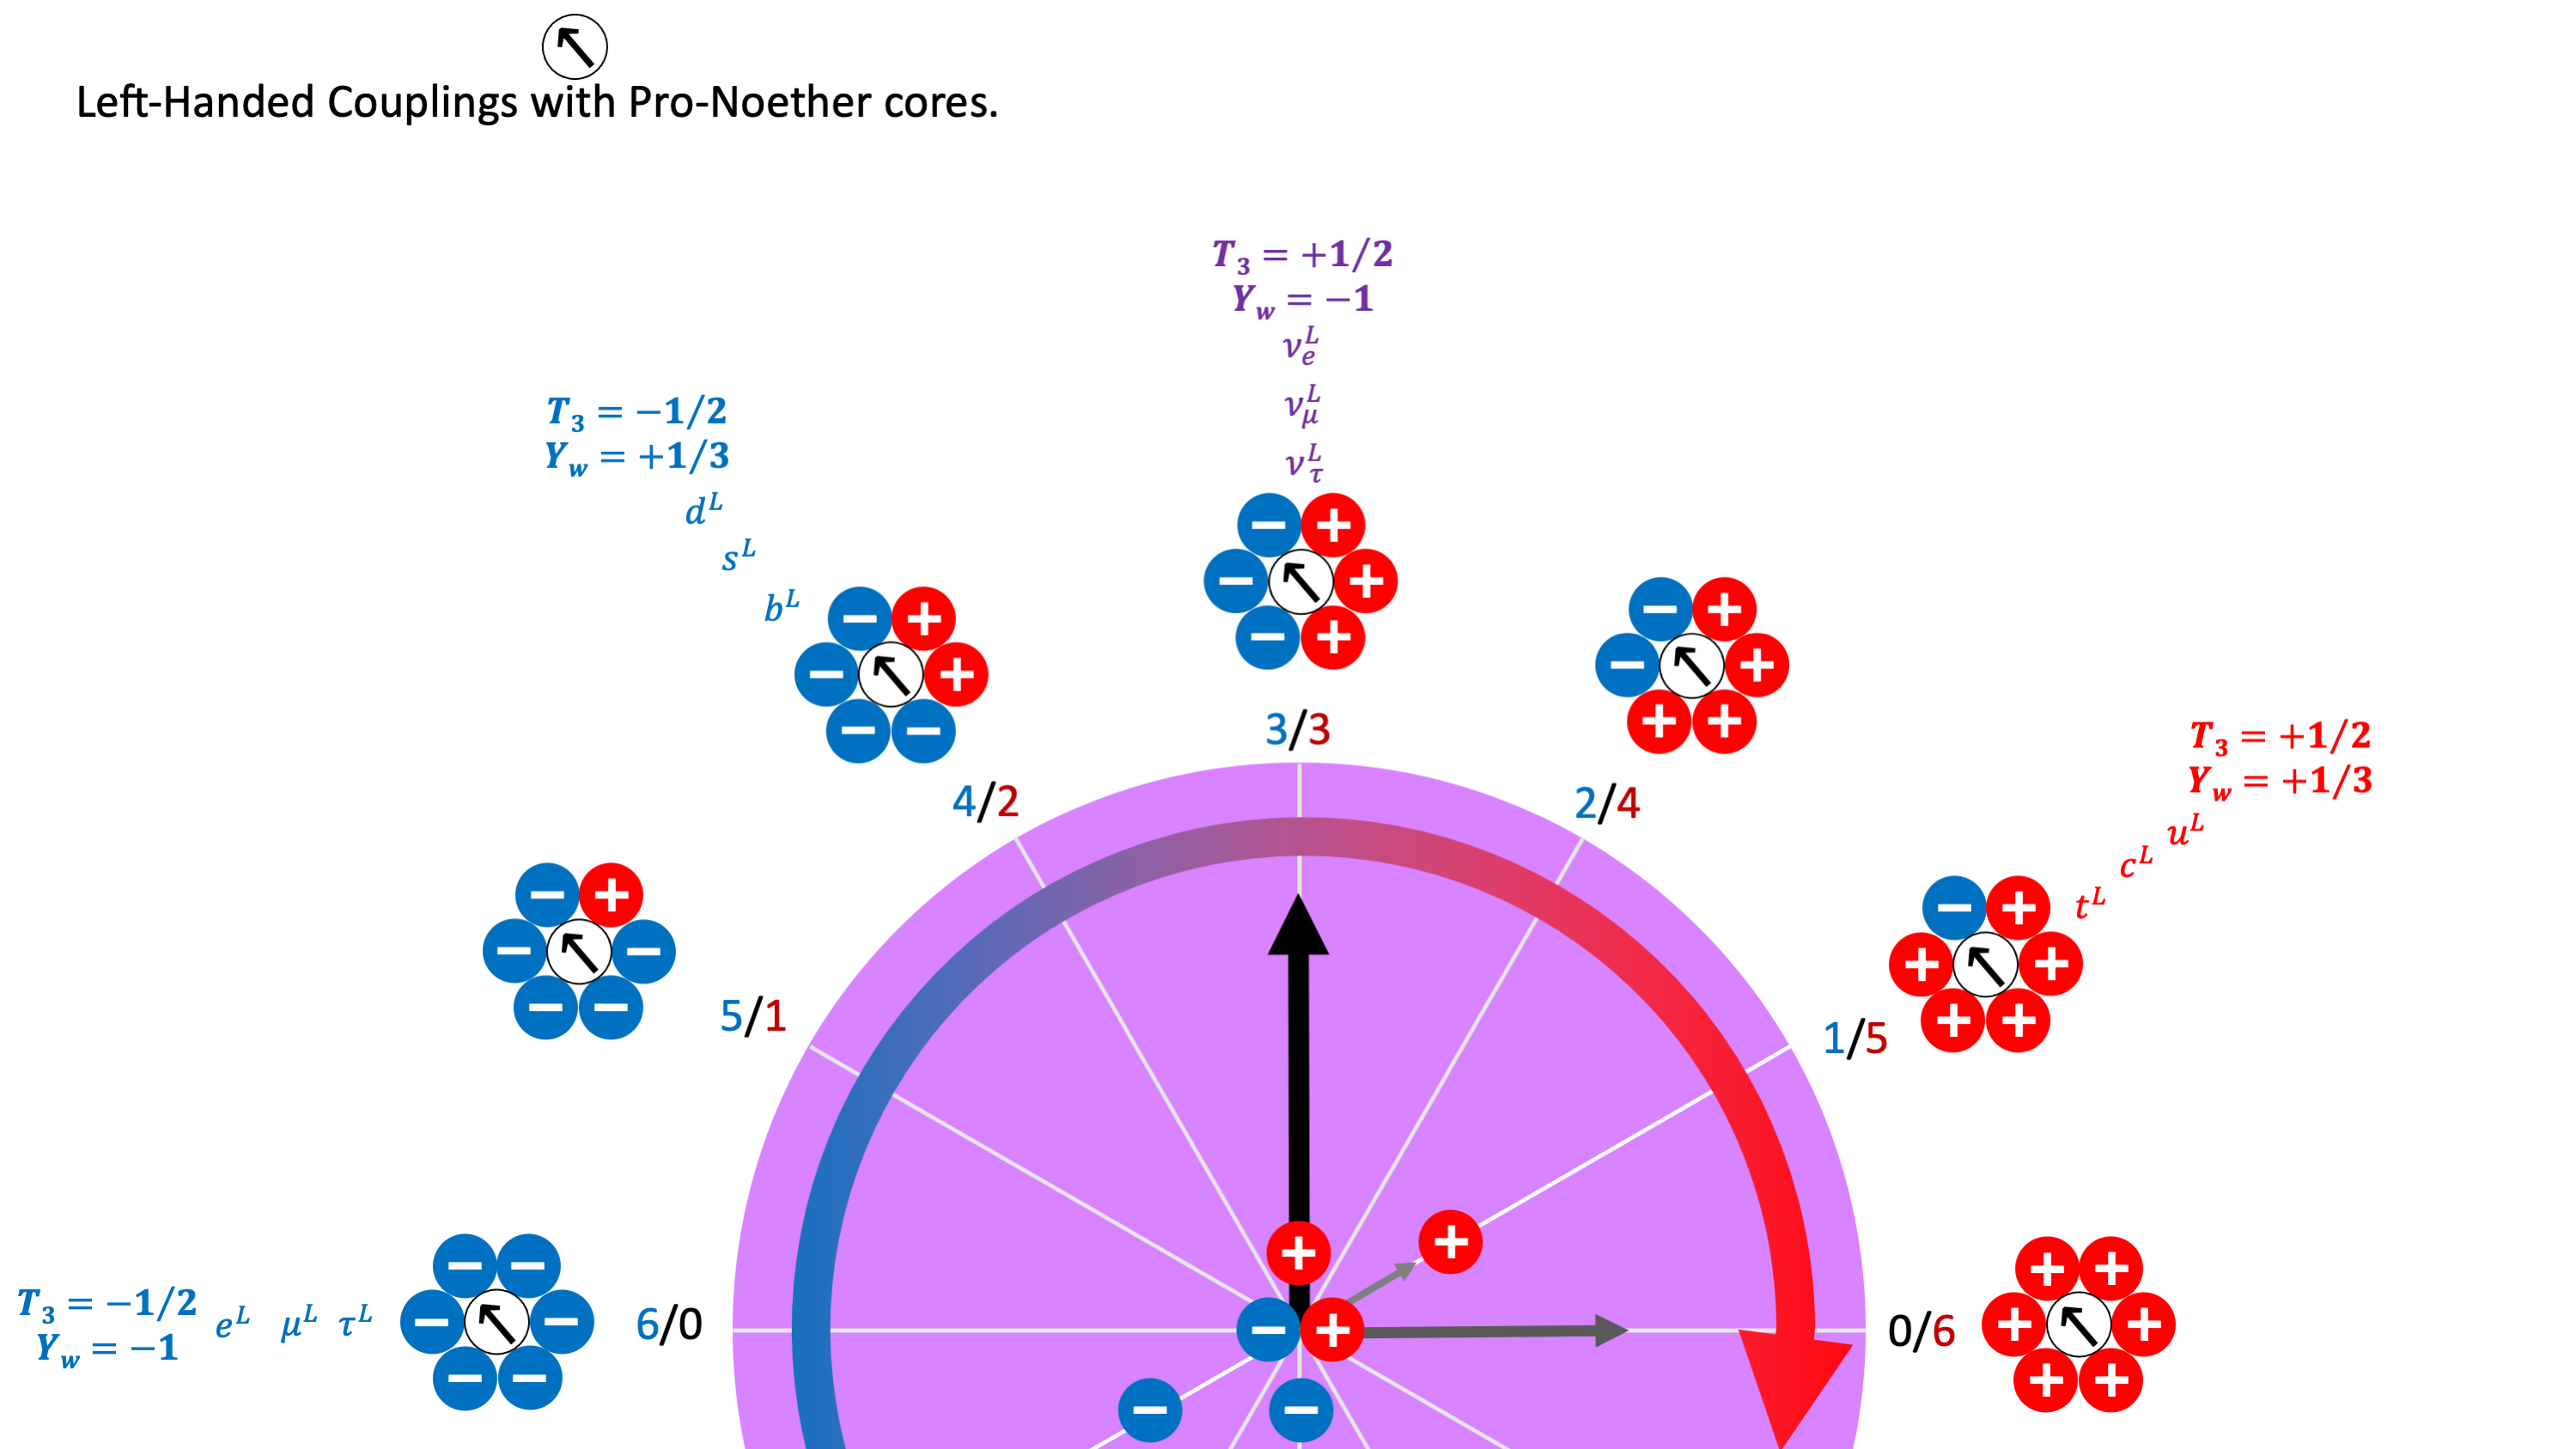 Left-Handed Couplings with Pro-Noether cores.
T₃ = +1/2
Y_w = −1
ν_e^L
ν_μ^L
ν_τ^L
T₃ = −1/2
Y_w = +1/3
d^L
s^L
b^L
− +
− +
− +
− +
− +
− −
− +
− +
+ +
3/3
4/2
2/4
T₃ = +1/2
Y_w = +1/3
u^L
c^L
t^L
− +
− −
− −
− +
+ +
+ +
5/1
1/5
T₃ = −1/2
Y_w = −1
e^L μ^L τ^L
− −
− −
− −
6/0
+
+
− +
− −
0/6
+ +
+ +
+ +